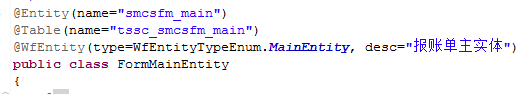 @Entity(name="smcsfm_main")
@Table(name="tssc_smcsfm_main")
@WfEntity(type=WfEntityTypeEnum.MainEntity, desc="报账单主实体")
public class FormMainEntity
{